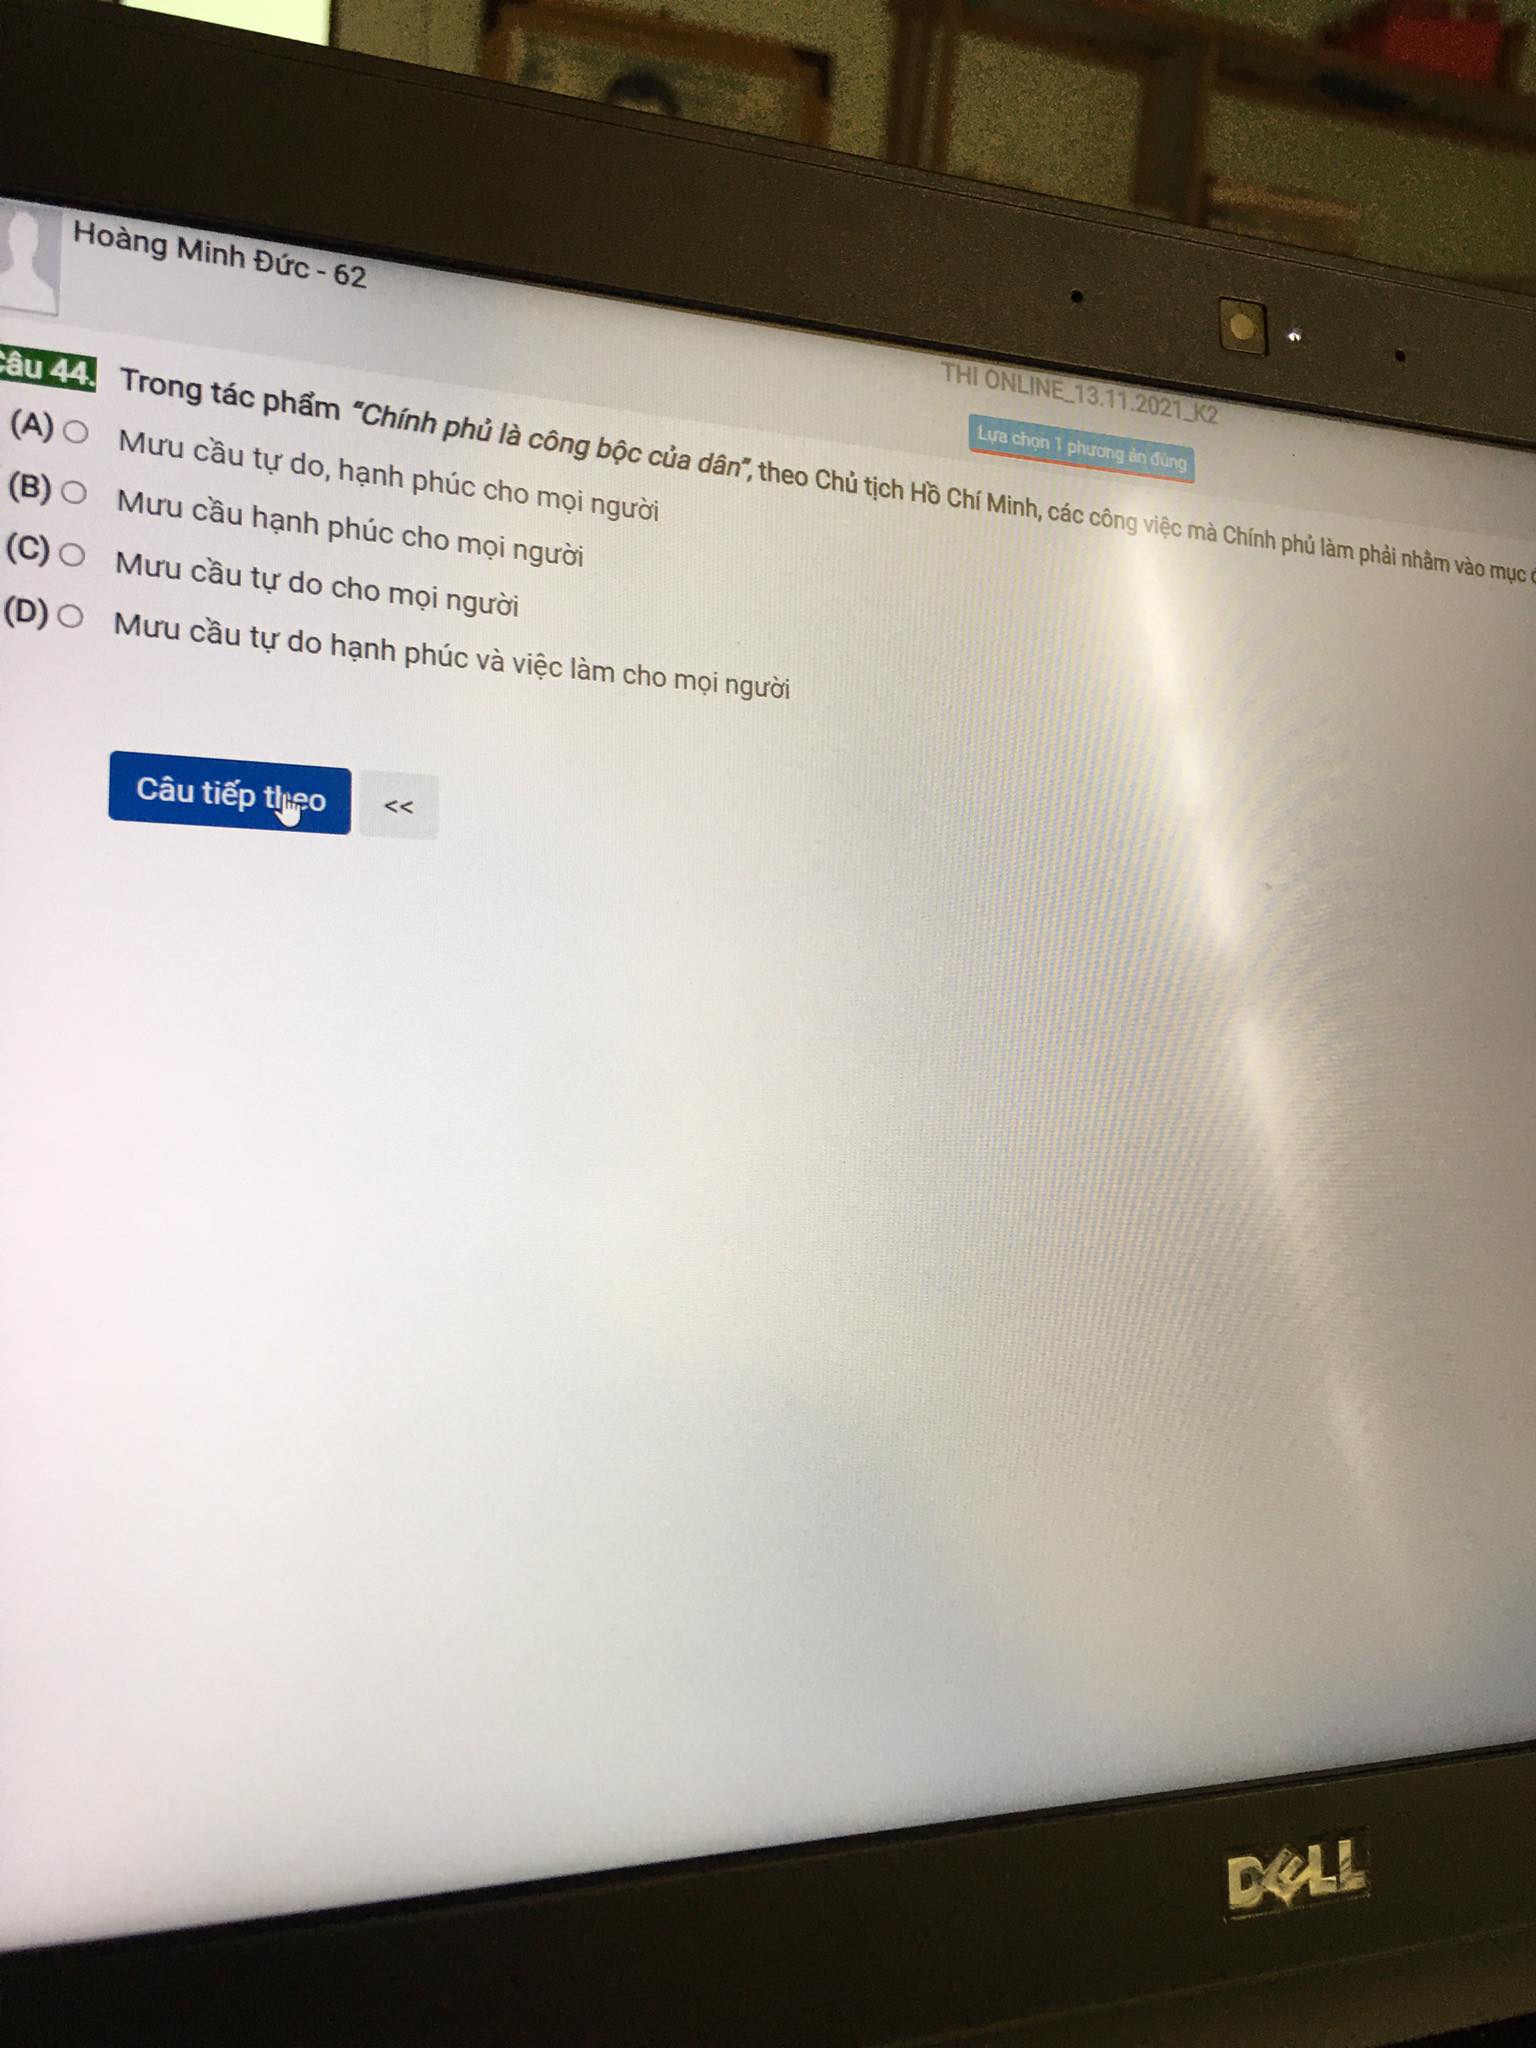 Hoàng Minh Đức - 62
THI ONLINE_13.11.2021_K2
Lựa chọn 1 phương án đúng
Câu 44. Trong tác phẩm “Chính phủ là công bộc của dân”, theo Chủ tịch Hồ Chí Minh, các công việc mà Chính phủ làm phải nhằm vào mục
(A) Mưu cầu tự do, hạnh phúc cho mọi người
(B) Mưu cầu hạnh phúc cho mọi người
(C) Mưu cầu tự do cho mọi người
(D) Mưu cầu tự do hạnh phúc và việc làm cho mọi người
Câu tiếp theo <<
DELL